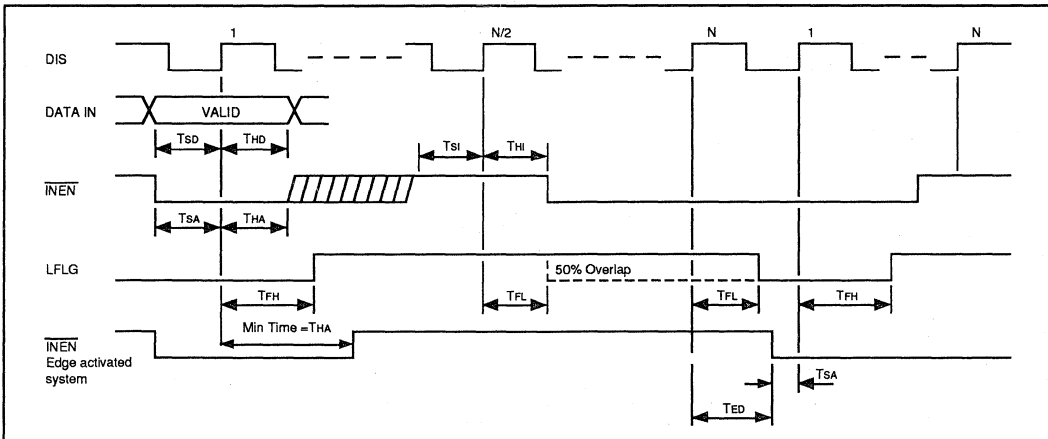 1 N/2 N 1 N
DIS
DATA IN VALID
TSD THD TSI THI
INEN
TSA THA
LFLG 50% Overlap
TFH TFL TFL TFH
Min Time =THA
INEN
Edge activated
system
TSA
TED